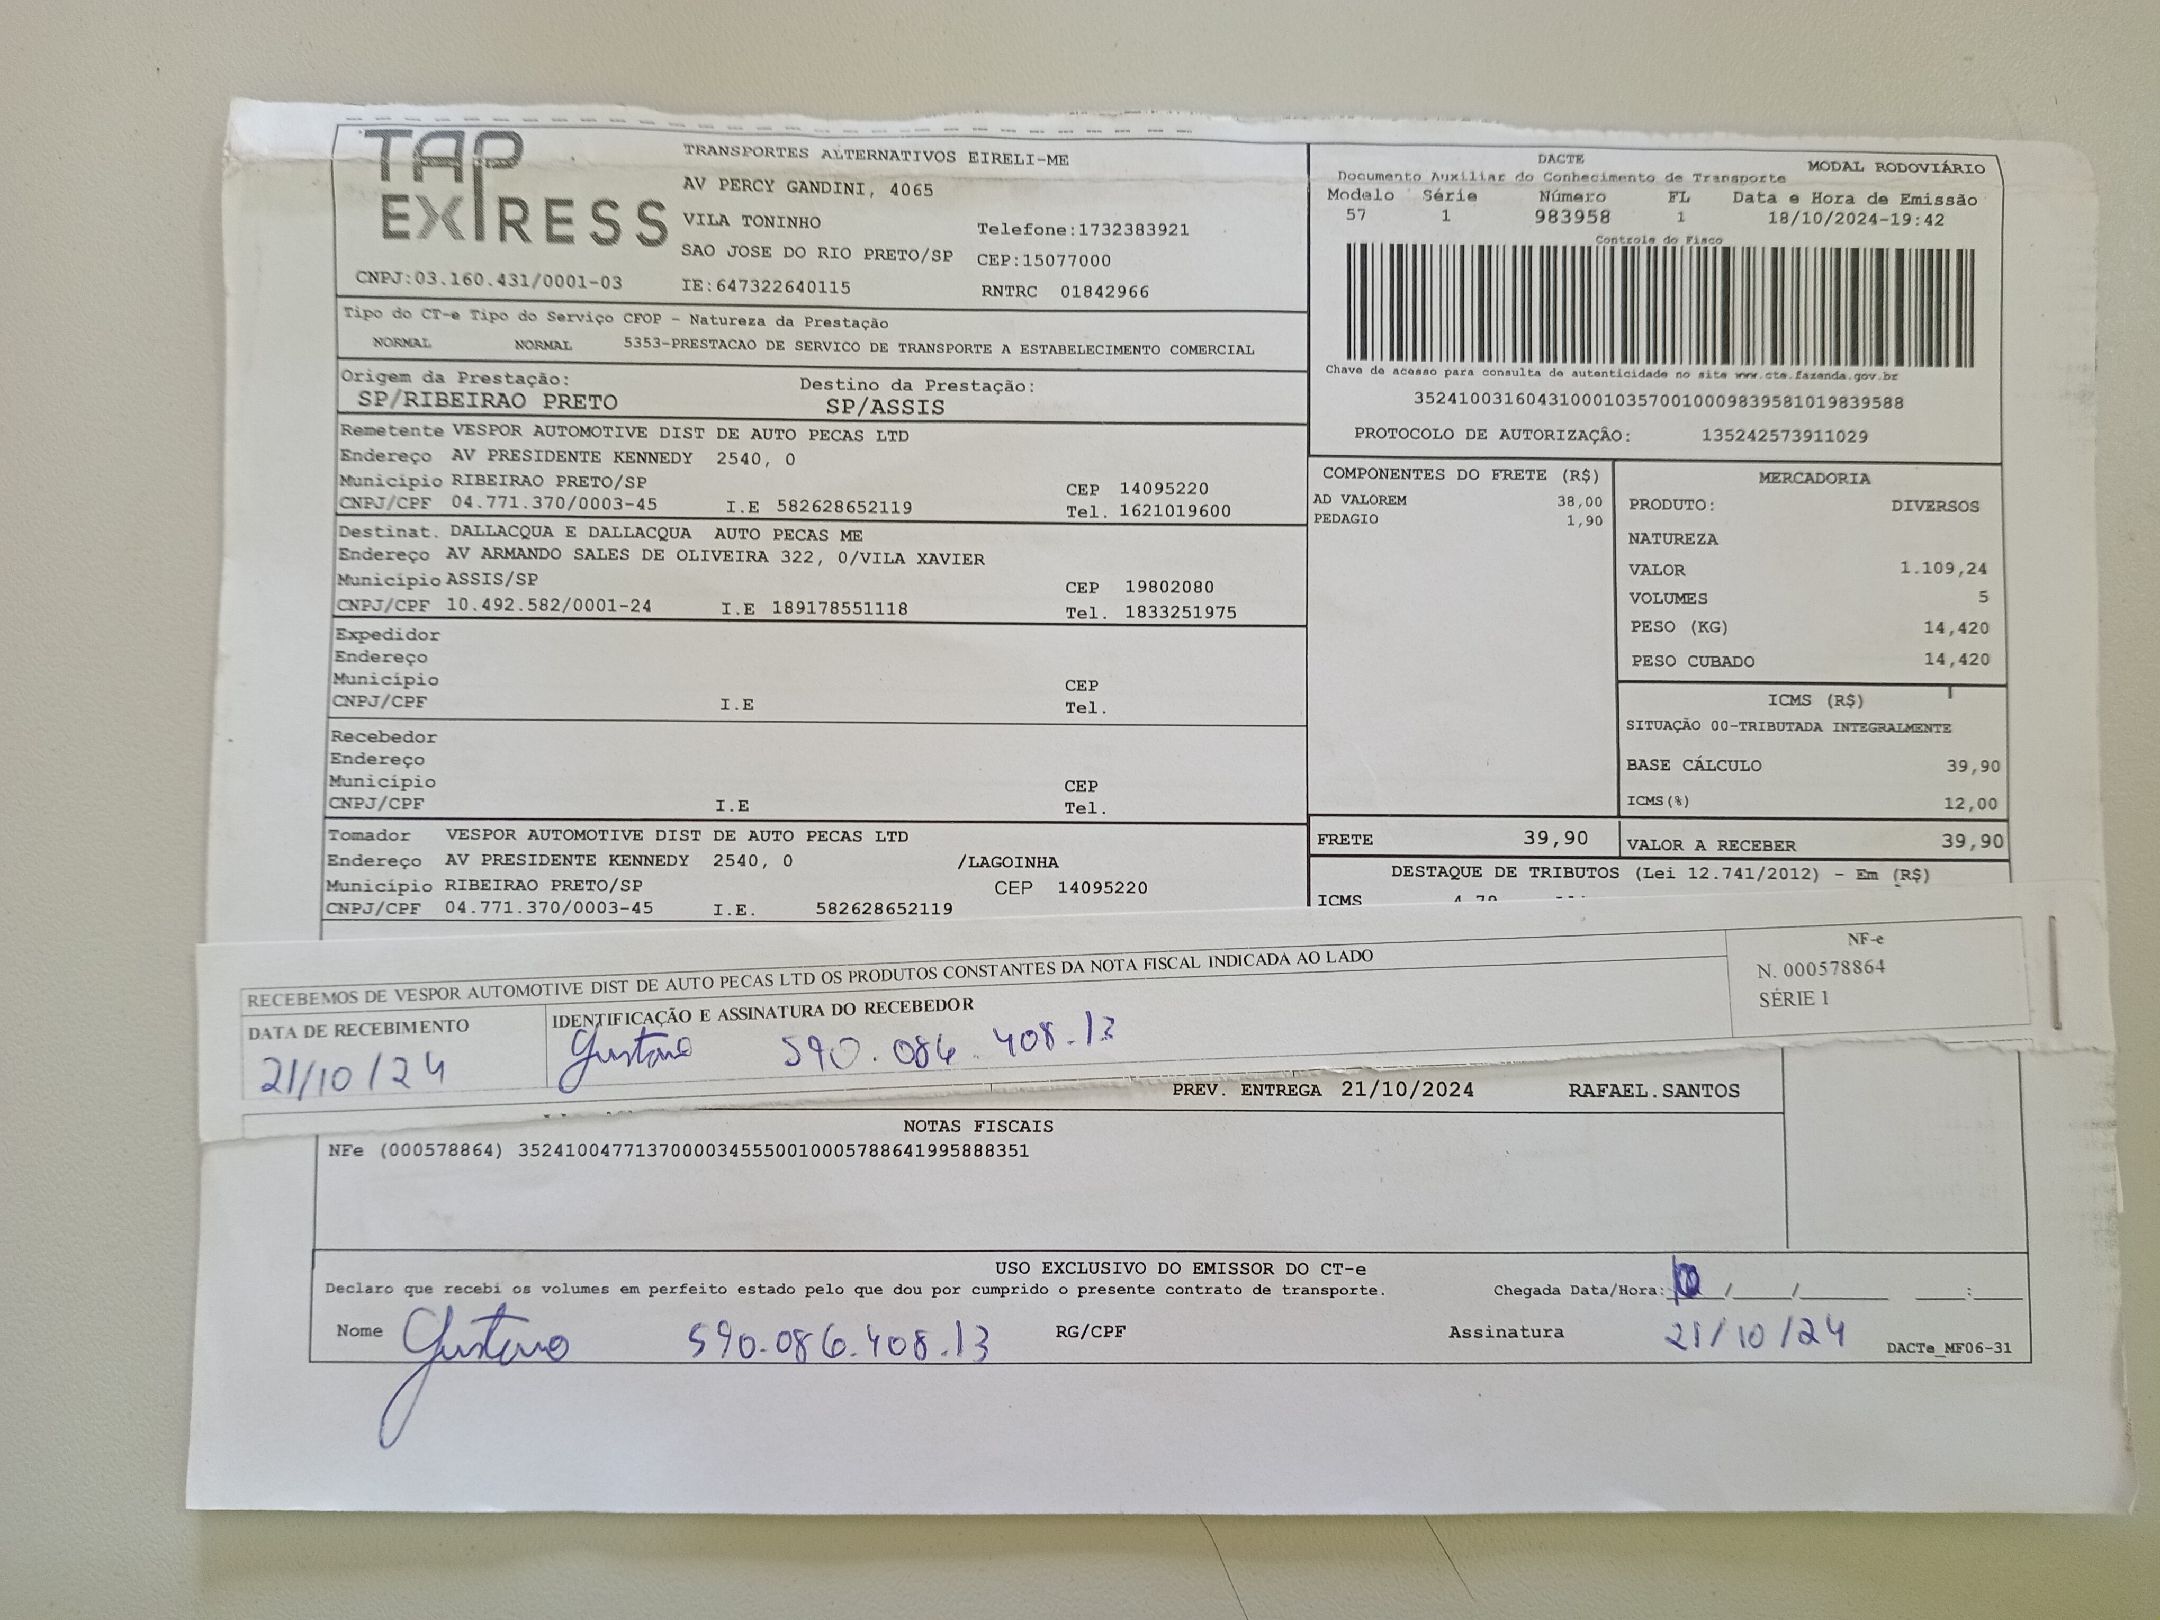 TAP EXPRESS
TRANSPORTES ALTERNATIVOS EIRELI-ME
AV PERCY GANDINI, 4065
VILA TONINHO
Telefone:1732383921
SAO JOSE DO RIO PRETO/SP CEP:15077000
CNPJ:03.160.431/0001-03 IE:647322640115 RNTRC 01842966
DACTE MODAL RODOVIÁRIO
Documento Auxiliar do Conhecimento de Transporte
Modelo Série Número FL Data e Hora de Emissão
57 1 983958 1 18/10/2024-19:42
Controle do Fisco
Chave de acesso para consulta de autenticidade no site www.cte.fazenda.gov.br
35241003160431000103570010009839581019839588
PROTOCOLO DE AUTORIZAÇÃO: 135242573911029
Tipo do CT-e Tipo do Serviço CFOP - Natureza da Prestação
NORMAL NORMAL 5353-PRESTACAO DE SERVICO DE TRANSPORTE A ESTABELECIMENTO COMERCIAL
Origem da Prestação: Destino da Prestação:
SP/RIBEIRAO PRETO SP/ASSIS
Remetente VESPOR AUTOMOTIVE DIST DE AUTO PECAS LTD
Endereço AV PRESIDENTE KENNEDY 2540, 0
Município RIBEIRAO PRETO/SP CEP 14095220
CNPJ/CPF 04.771.370/0003-45 I.E 582628652119 Tel. 1621019600
Destinat. DALLACQUA E DALLACQUA AUTO PECAS ME
Endereço AV ARMANDO SALES DE OLIVEIRA 322, 0/VILA XAVIER
Município ASSIS/SP CEP 19802080
CNPJ/CPF 10.492.582/0001-24 I.E 189178551118 Tel. 1833251975
Expedidor
Endereço
Município CEP
CNPJ/CPF I.E Tel.
Recebedor
Endereço
Município CEP
CNPJ/CPF I.E Tel.
Tomador VESPOR AUTOMOTIVE DIST DE AUTO PECAS LTD
Endereço AV PRESIDENTE KENNEDY 2540, 0 /LAGOINHA
Município RIBEIRAO PRETO/SP CEP 14095220
CNPJ/CPF 04.771.370/0003-45 I.E. 582628652119
COMPONENTES DO FRETE (R$)
AD VALOREM 38,00
PEDAGIO 1,90
MERCADORIA
PRODUTO: DIVERSOS
NATUREZA
VALOR 1.109,24
VOLUMES 5
PESO (KG) 14,420
PESO CUBADO 14,420
ICMS (R$)
SITUAÇÃO 00-TRIBUTADA INTEGRALMENTE
BASE CÁLCULO 39,90
ICMS(%) 12,00
FRETE 39,90 VALOR A RECEBER 39,90
DESTAQUE DE TRIBUTOS (Lei 12.741/2012) - Em (R$)
ICMS
RECEBEMOS DE VESPOR AUTOMOTIVE DIST DE AUTO PECAS LTD OS PRODUTOS CONSTANTES DA NOTA FISCAL INDICADA AO LADO
DATA DE RECEBIMENTO IDENTIFICAÇÃO E ASSINATURA DO RECEBEDOR
21/10/24 Gustavo 590.086.408.13
NF-e
N. 000578864
SÉRIE 1
PREV. ENTREGA 21/10/2024 RAFAEL.SANTOS
NOTAS FISCAIS
NFe (000578864) 35241004771370000345550010005788641995888351
USO EXCLUSIVO DO EMISSOR DO CT-e
Declaro que recebi os volumes em perfeito estado pelo que dou por cumprido o presente contrato de transporte. Chegada Data/Hora: / / :
Nome Gustavo 590.086.408.13 RG/CPF Assinatura 21/10/24 DACTe_MF06-31